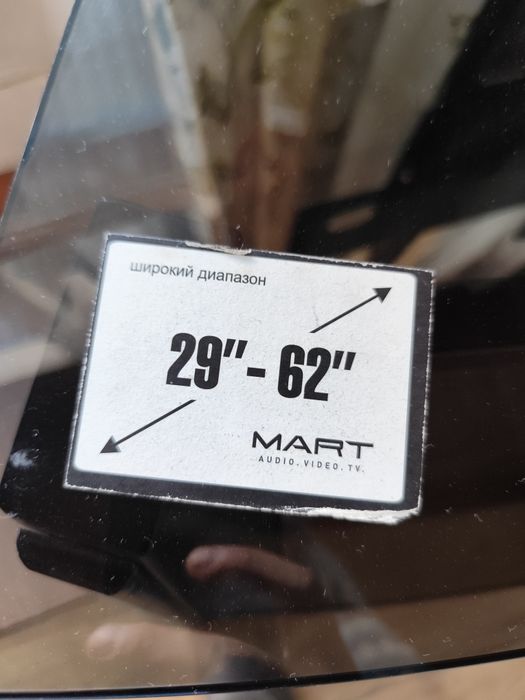 широкий диапазон
29"- 62"
MART
AUDIO. VIDEO. TV.